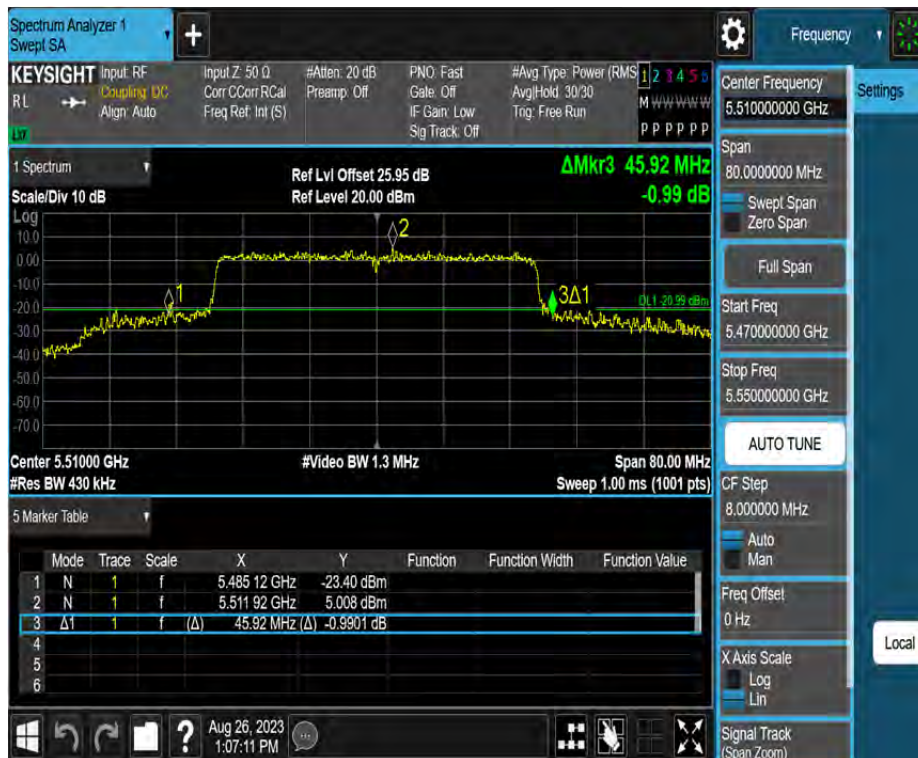 Spectrum Analyzer 1
Swept SA
+
Frequency
KEYSIGHT Input: RF Input Z: 50 Ω #Atten: 20 dB PNO: Fast #Avg Type: Power (RMS 1 2 3 4 5 6
RL Coupling: DC Corr CCorr RCal Preamp: Off Gate: Off Avg|Hold: 30/30 M W W W W W
Align: Auto Freq Ref: Int (S) IF Gain: Low Trig: Free Run
Sig Track: Off P P P P P P
LXI
Center Frequency
5.510000000 GHz
Settings
Span
80.0000000 MHz
Swept Span
Zero Span
Full Span
Start Freq
5.470000000 GHz
Stop Freq
5.550000000 GHz
AUTO TUNE
CF Step
8.000000 MHz
Auto
Man
Freq Offset
0 Hz
X Axis Scale
Log
Lin
Signal Track
(Span Zoom)
Local
1 Spectrum
Ref Lvl Offset 25.95 dB
ΔMkr3 45.92 MHz
Scale/Div 10 dB
Ref Level 20.00 dBm
-0.99 dB
Log
10.0
0.00
-10.0
-20.0
-30.0
-40.0
-50.0
-60.0
-70.0
1
2
3Δ1
DL1 -20.99 dBm
Center 5.51000 GHz #Video BW 1.3 MHz Span 80.00 MHz
#Res BW 430 kHz Sweep 1.00 ms (1001 pts)
5 Marker Table
Mode Trace Scale X Y Function Function Width Function Value
1 N 1 f 5.485 12 GHz -23.40 dBm
2 N 1 f 5.511 92 GHz 5.008 dBm
3 Δ1 1 f (Δ) 45.92 MHz (Δ) -0.9901 dB
4
5
6
?
Aug 26, 2023
1:07:11 PM